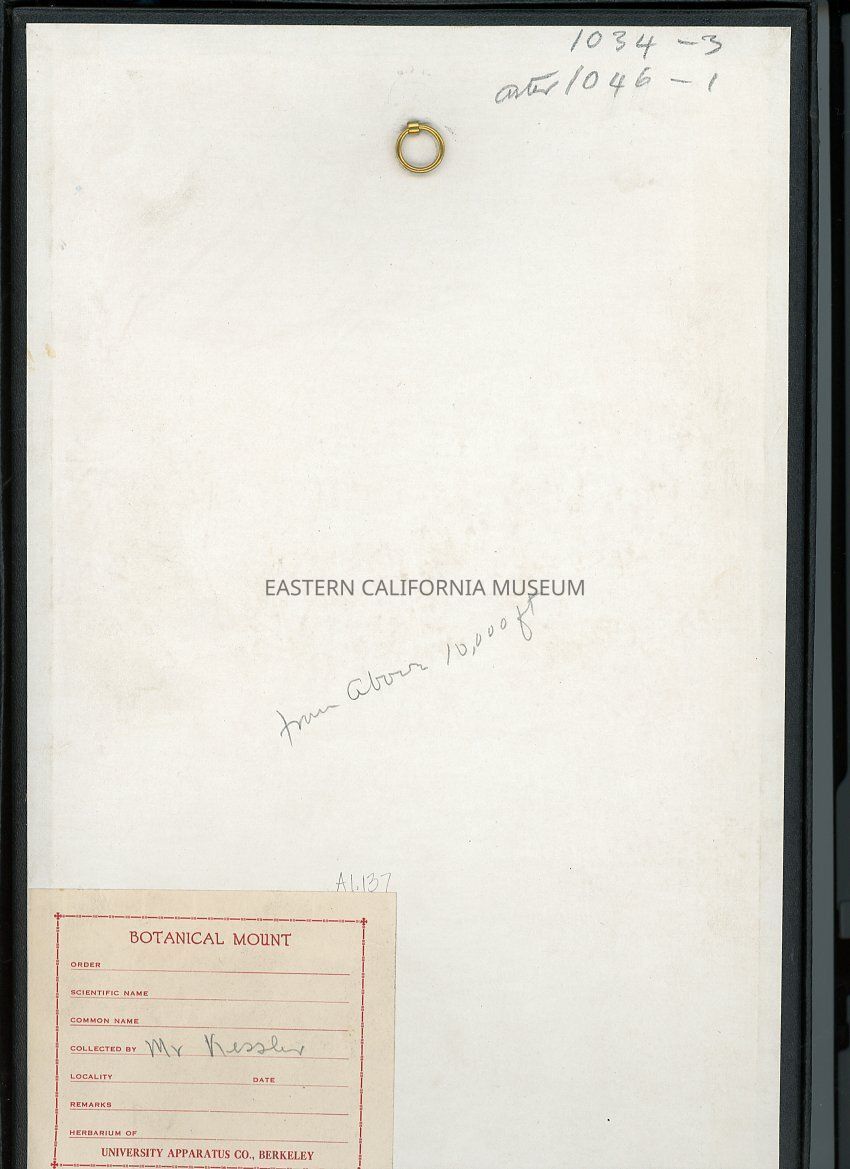 1034 - 3
aster 1046 - 1
EASTERN CALIFORNIA MUSEUM
from above 10,000 ft
A1.137
BOTANICAL MOUNT
ORDER
SCIENTIFIC NAME
COMMON NAME
COLLECTED BY Mr Kessler
LOCALITY DATE
REMARKS
HERBARIUM OF
UNIVERSITY APPARATUS CO., BERKELEY